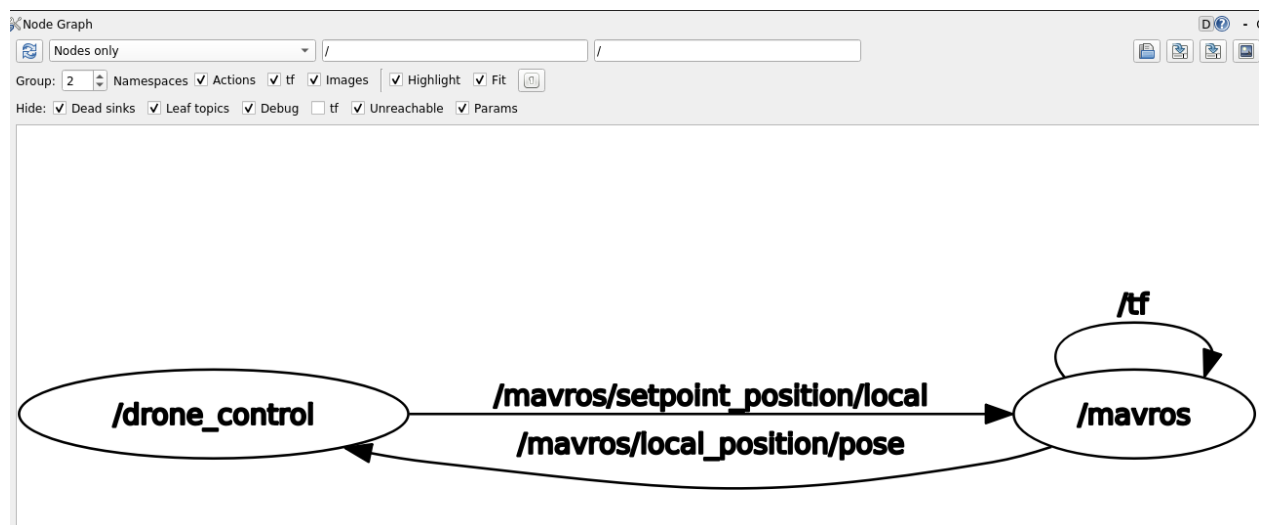 Node Graph D ? -
Nodes only / /
Group: 2 Namespaces Actions tf Images Highlight Fit
Hide: Dead sinks Leaf topics Debug tf Unreachable Params
/tf
/mavros/setpoint_position/local
/drone_control /mavros
/mavros/local_position/pose